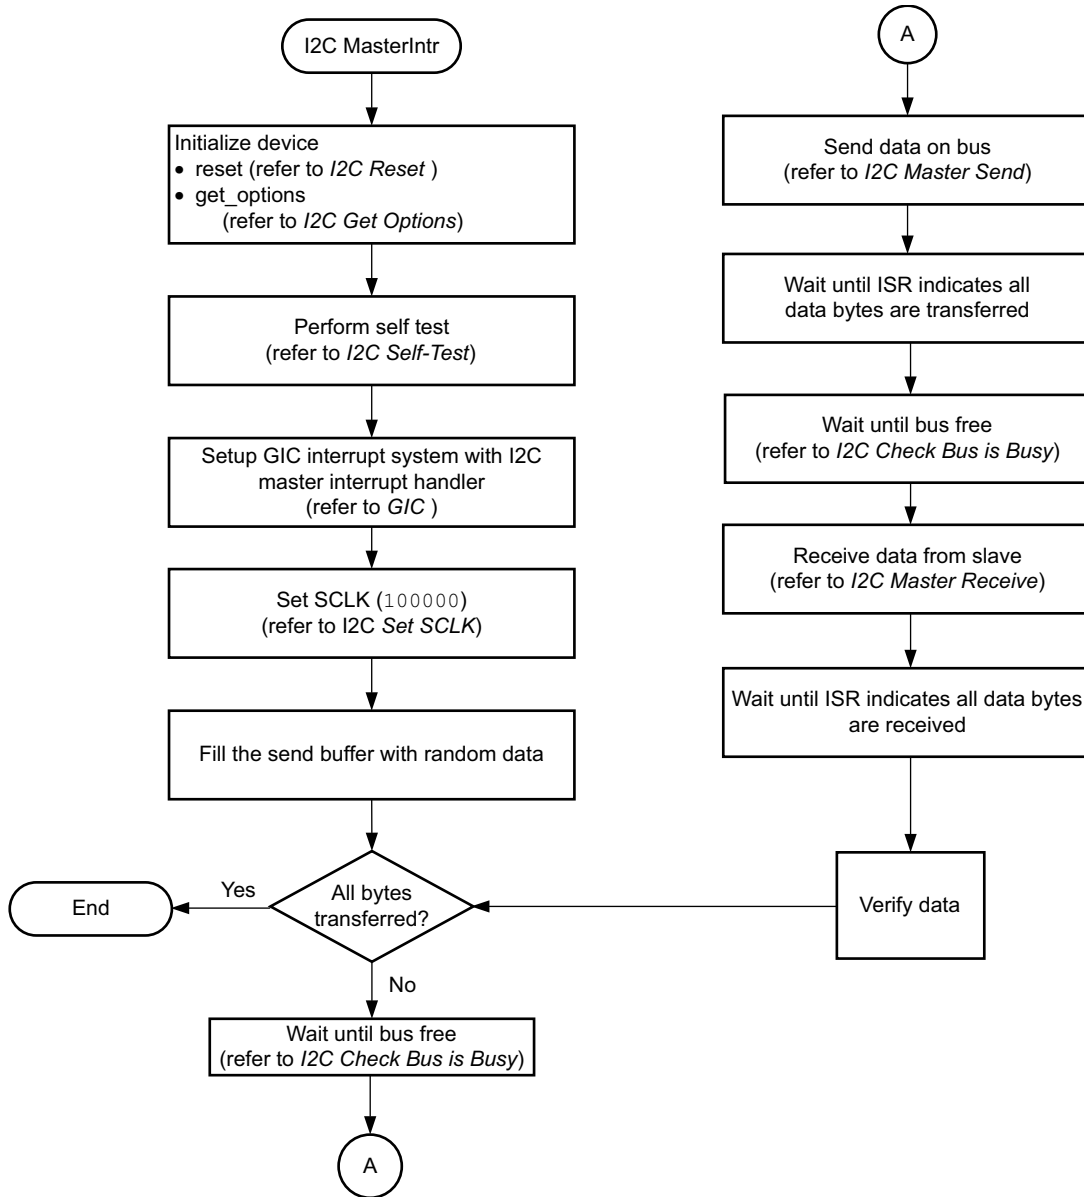 I2C MasterIntr
Initialize device
• reset (refer to I2C Reset )
• get_options
(refer to I2C Get Options)
Perform self test
(refer to I2C Self-Test)
Setup GIC interrupt system with I2C
master interrupt handler
(refer to GIC )
Set SCLK (100000)
(refer to I2C Set SCLK)
Fill the send buffer with random data
All bytes
transferred?
Yes
End
No
Wait until bus free
(refer to I2C Check Bus is Busy)
A
A
Send data on bus
(refer to I2C Master Send)
Wait until ISR indicates all
data bytes are transferred
Wait until bus free
(refer to I2C Check Bus is Busy)
Receive data from slave
(refer to I2C Master Receive)
Wait until ISR indicates all data bytes
are received
Verify data